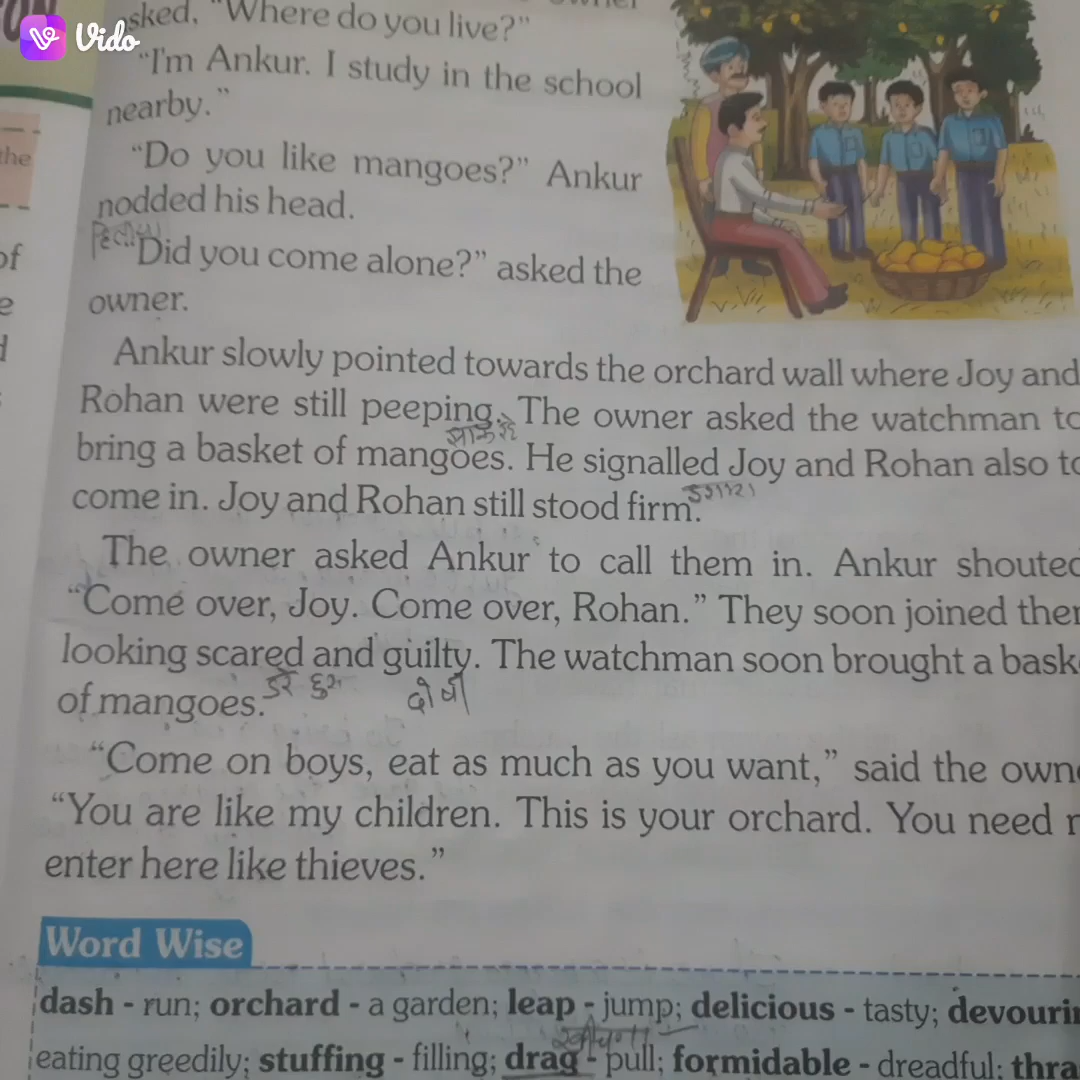 Vido
asked, "Where do you live?"
"I'm Ankur. I study in the school
nearby."
"Do you like mangoes?" Ankur
nodded his head.
"Did you come alone?" asked the
owner.
Ankur slowly pointed towards the orchard wall where Joy and
Rohan were still peeping. The owner asked the watchman to
bring a basket of mangoes. He signalled Joy and Rohan also to
come in. Joy and Rohan still stood firm.
The owner asked Ankur to call them in. Ankur shouted
"Come over, Joy. Come over, Rohan." They soon joined
looking scared and guilty. The watchman soon brought a
डरे हुए दोषी
of mangoes.
"Come on boys, eat as much as you want," said the
"You are like my children. This is your orchard. You need
enter here like thieves."
Word Wise
dash - run; orchard - a garden; leap - jump; delicious - tasty;
eating greedily; stuffing - filling; drag - pull; formidable - dreadful;
the
of